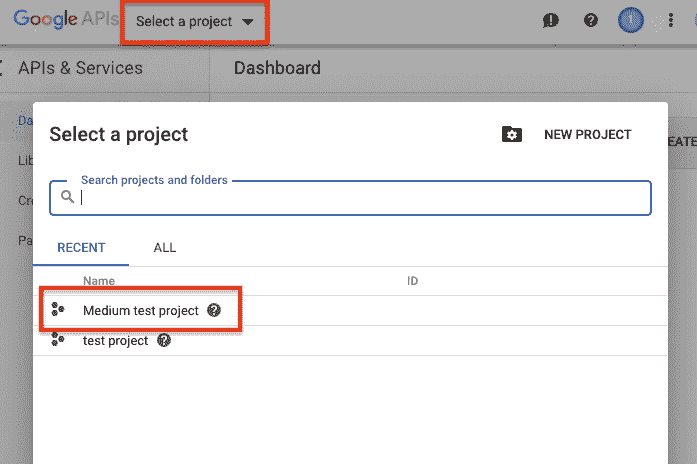 Google APIs Select a project
APIs & Services Dashboard
Da
Select a project NEW PROJECT
EATE
Lib
Search projects and folders
Cre
Pa
RECENT ALL
Name ID
Medium test project
test project